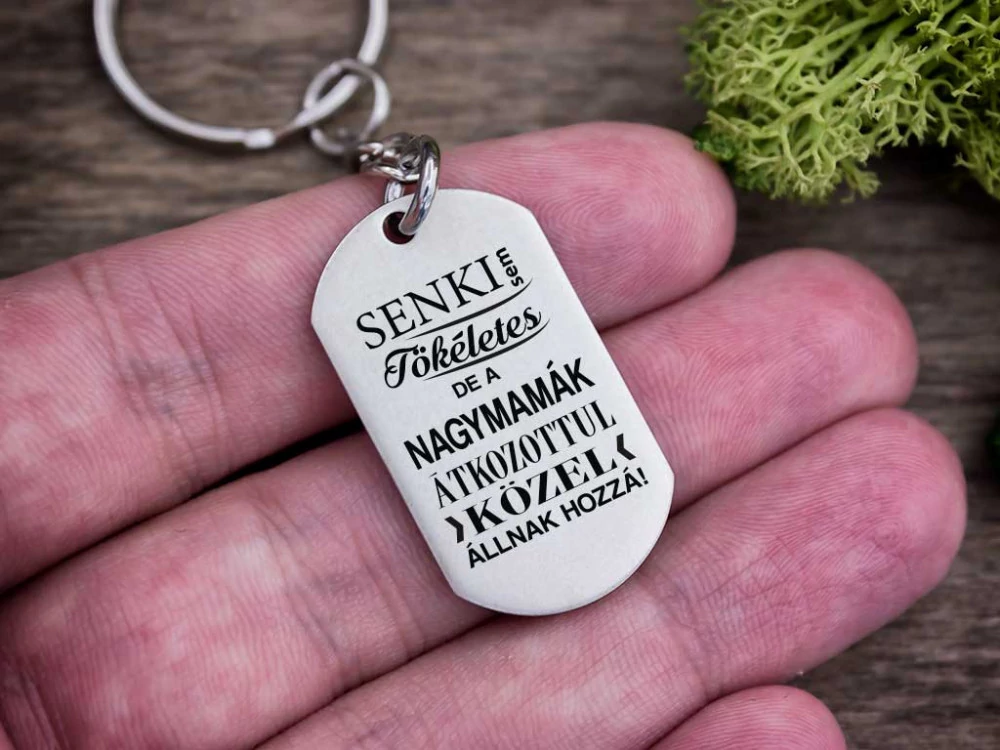 SENKI sem
Tökéletes
DE A
NAGYMAMÁK
ÁTKOZOTTUL
KÖZEL
ÁLLNAK HOZZÁ!